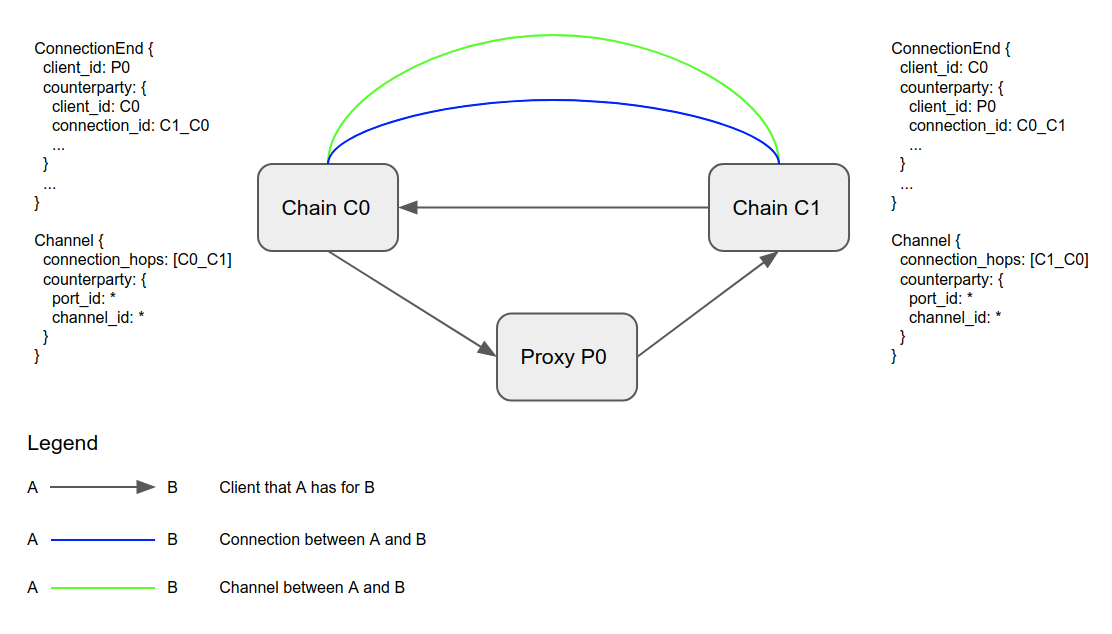 ConnectionEnd {
client_id: P0
counterparty: {
client_id: C0
connection_id: C1_C0
...
}
...
}
Channel {
connection_hops: [C0_C1]
counterparty: {
port_id: *
channel_id: *
}
}
Chain C0
Chain C1
Proxy P0
ConnectionEnd {
client_id: C0
counterparty: {
client_id: P0
connection_id: C0_C1
...
}
...
}
Channel {
connection_hops: [C1_C0]
counterparty: {
port_id: *
channel_id: *
}
}
Legend
A B Client that A has for B
A B Connection between A and B
A B Channel between A and B